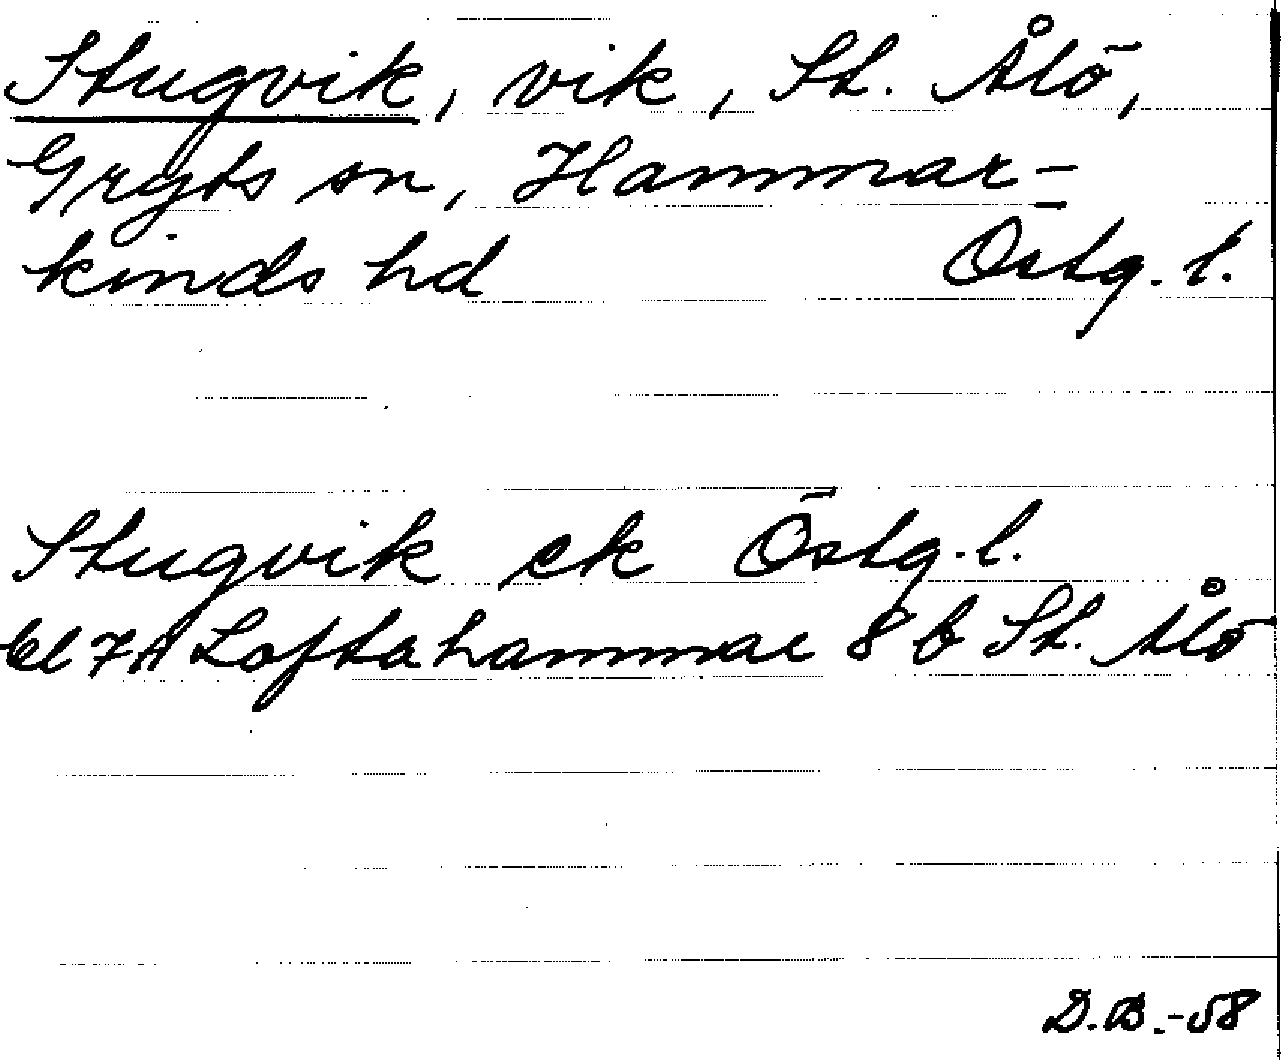 Stugvik, vik, St. Ålö,
Gryts sn, Hammar-
kinds hd Östg. l.
Stugvik ek Östg. l.
bl 7A Loftahammar 8 b St. Ålö
D.B.-58